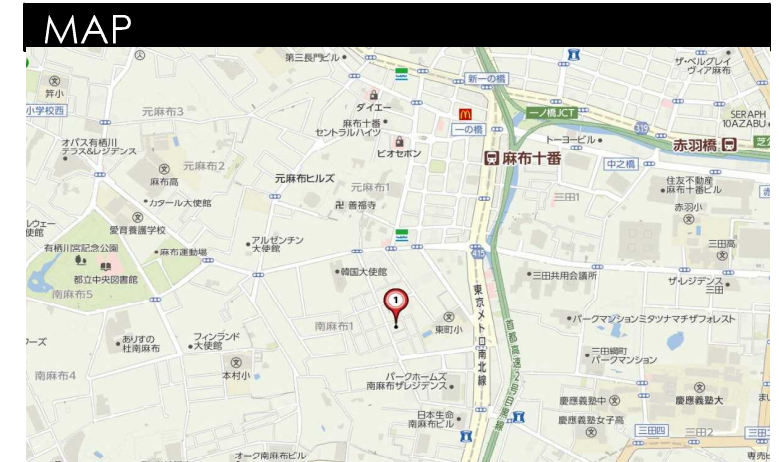 MAP
第三長門ビル
新一の橋
ザ・ベルグレイ
ヴィア麻布
笄小
小学校西
元麻布3
ダイエー
麻布十番
セントラルハイツ
一の橋
一ノ橋JCT
319
SERAPH
10AZABU
トーヨービル
赤羽橋
オパス有栖川
テラス&レジデンス
ビオセボン
麻布十番
中之橋
元麻布2
麻布高
元麻布ヒルズ
元麻布1
住友不動産
麻布十番ビル
カタール大使館
卍 善福寺
三田1
赤羽小
愛育養護学校
有栖川宮記念公園
麻布運動場
アルゼンチン
大使館
415
三田高
都立中央図書館
韓国大使館
三田共用会議所
ザ・レジデンス
三田
南麻布5
1
東京メトロ南北線
パークマンションミタツナマチザフォレスト
南麻布1
東町小
首都高速2号目黒線
ありすの
杜南麻布
フィンランド
大使館
三田綱町
パークマンション
本村小
南麻布4
パークホームズ
南麻布ザレジデンス
慶應義塾中
慶應義塾大
日本生命
南麻布ビル
慶應義塾女子高
三田四
三田2
オーク南麻布ビル